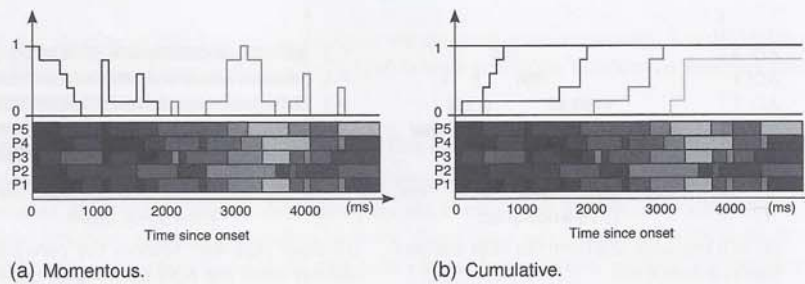 1
0
P5
P4
P3
P2
P1
0 1000 2000 3000 4000 (ms)
Time since onset
(a) Momentous.
1
0
P5
P4
P3
P2
P1
0 1000 2000 3000 4000 (ms)
Time since onset
(b) Cumulative.